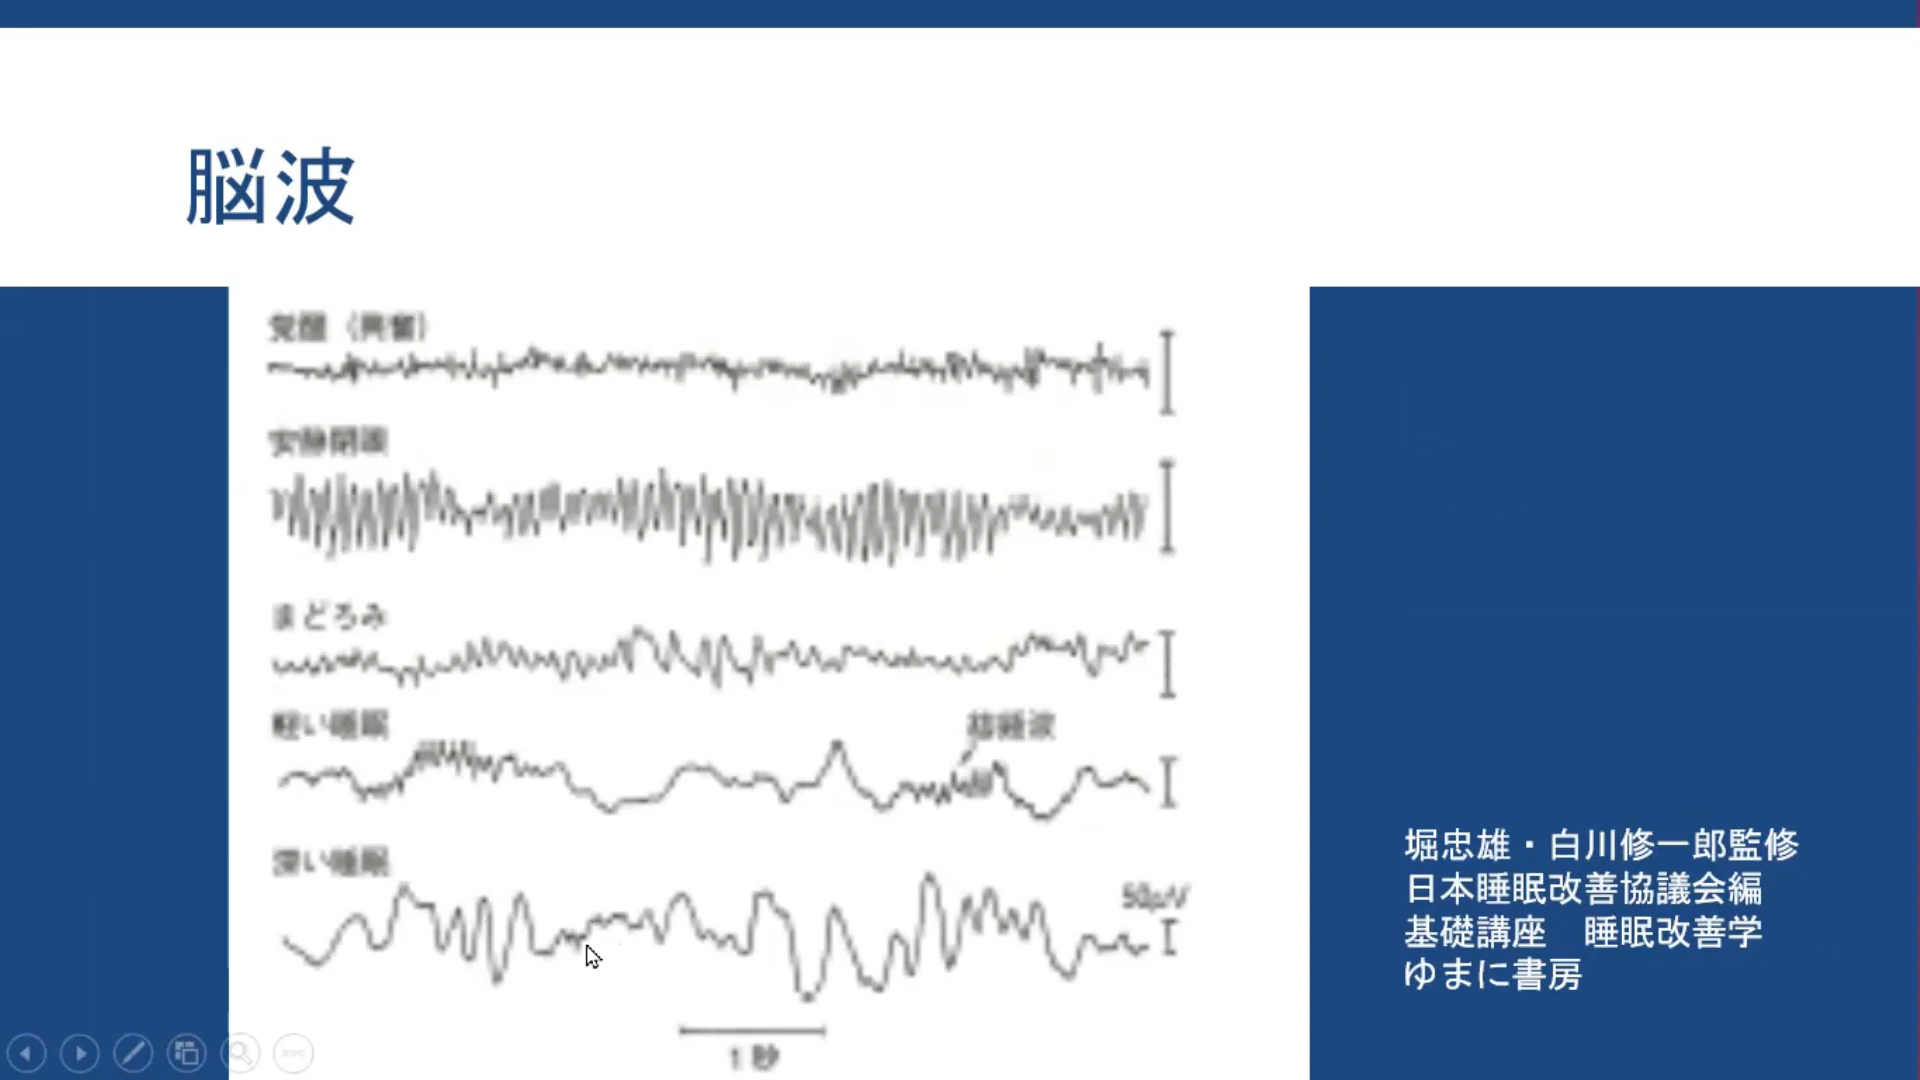 脳波
覚醒（興奮）
安静閉眼
まどろみ
軽い睡眠
紡錘波
深い睡眠
50μV
1秒
堀忠雄・白川修一郎監修
日本睡眠改善協議会編
基礎講座　睡眠改善学
ゆまに書房